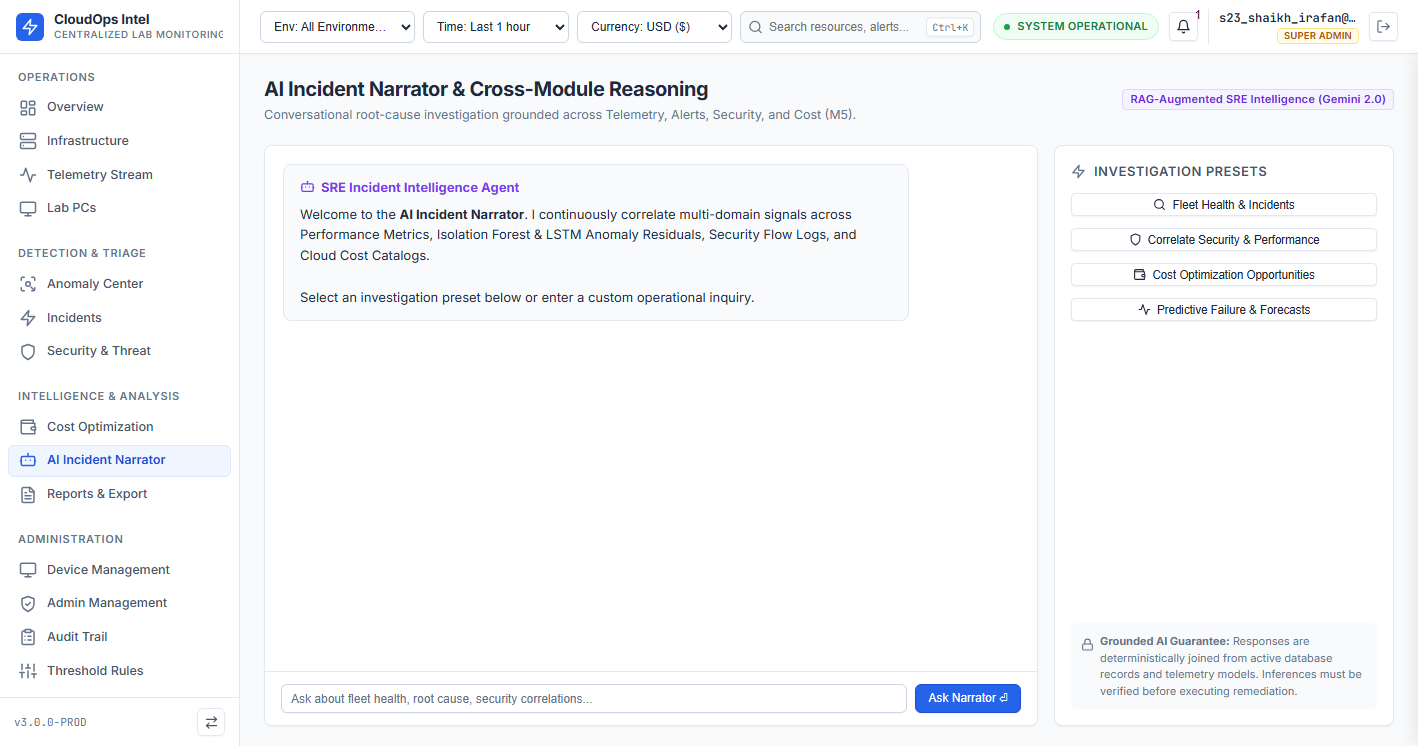 CloudOps Intel
CENTRALIZED LAB MONITORING
Env: All Environme...
Time: Last 1 hour
Currency: USD ($)
Search resources, alerts...
Ctrl+K
SYSTEM OPERATIONAL
1
s23_shaikh_irafan@...
SUPER ADMIN
OPERATIONS
Overview
Infrastructure
Telemetry Stream
Lab PCs
DETECTION & TRIAGE
Anomaly Center
Incidents
Security & Threat
INTELLIGENCE & ANALYSIS
Cost Optimization
AI Incident Narrator
Reports & Export
ADMINISTRATION
Device Management
Admin Management
Audit Trail
Threshold Rules
v3.0.0-PROD
AI Incident Narrator & Cross-Module Reasoning
Conversational root-cause investigation grounded across Telemetry, Alerts, Security, and Cost (M5).
RAG-Augmented SRE Intelligence (Gemini 2.0)
SRE Incident Intelligence Agent
Welcome to the AI Incident Narrator. I continuously correlate multi-domain signals across
Performance Metrics, Isolation Forest & LSTM Anomaly Residuals, Security Flow Logs, and
Cloud Cost Catalogs.
Select an investigation preset below or enter a custom operational inquiry.
Ask about fleet health, root cause, security correlations...
Ask Narrator ⏎
INVESTIGATION PRESETS
Fleet Health & Incidents
Correlate Security & Performance
Cost Optimization Opportunities
Predictive Failure & Forecasts
Grounded AI Guarantee: Responses are
deterministically joined from active database
records and telemetry models. Inferences must be
verified before executing remediation.